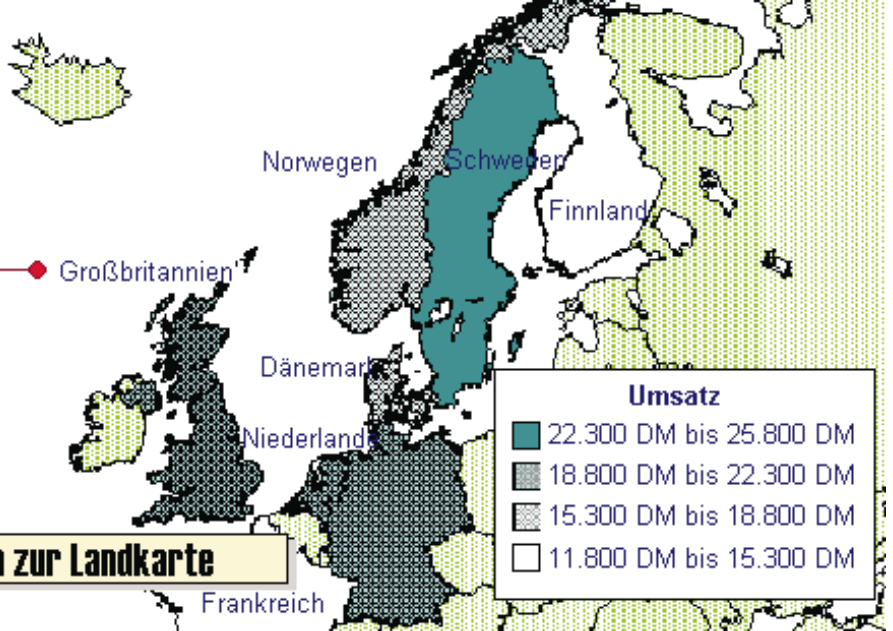 Norwegen
Schweden
Finnland
Großbritannien
Dänemark
Niederlande
Umsatz
22.300 DM bis 25.800 DM
18.800 DM bis 22.300 DM
15.300 DM bis 18.800 DM
11.800 DM bis 15.300 DM
zur Landkarte
Frankreich